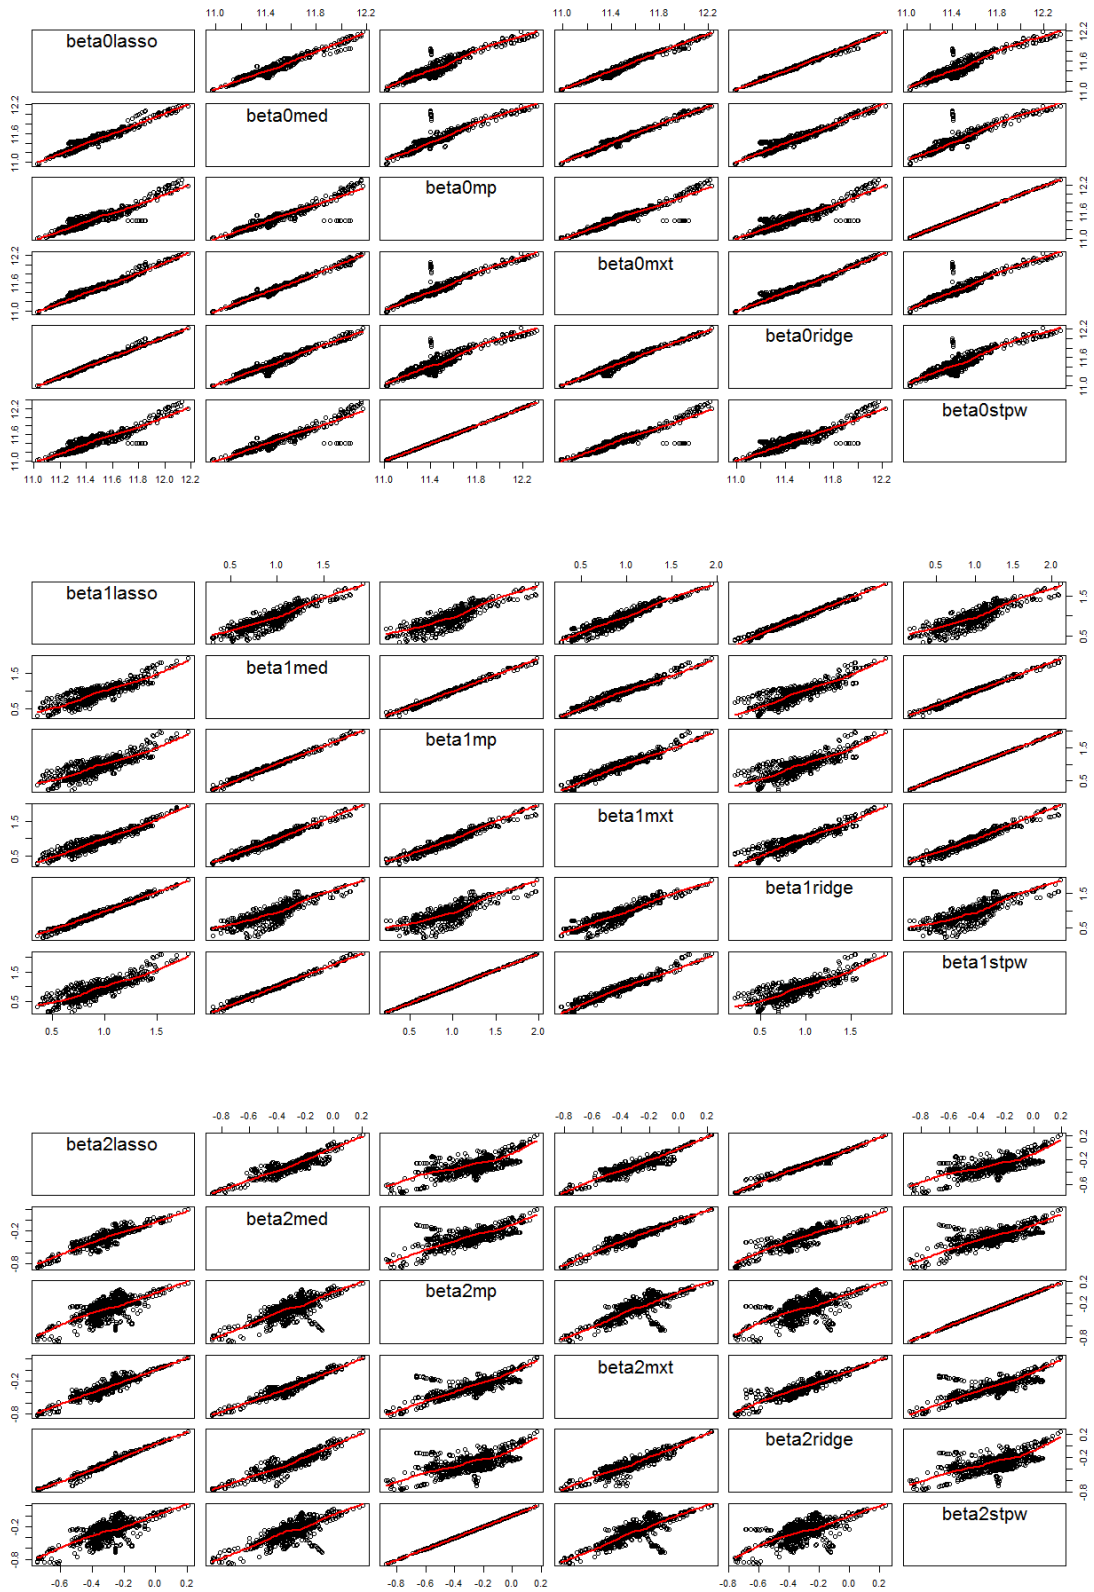 11.0 11.4 11.8 12.2 11.0 11.4 11.8 12.2 11.0 11.4 11.8 12.2
beta0lasso 11.0 11.6 12.2
11.0 11.6 12.2 beta0med
beta0mp 11.0 11.6 12.2
11.0 11.6 12.2 beta0mxt
beta0ridge 11.0 11.6 12.2
11.0 11.6 12.2 beta0stpw
11.0 11.2 11.4 11.6 11.8 12.0 12.2 11.0 11.4 11.8 12.2 11.0 11.4 11.8 12.2
0.5 1.0 1.5 0.5 1.0 1.5 2.0 0.5 1.0 1.5 2.0
beta1lasso 0.5 1.5
0.5 1.5 beta1med
beta1mp 0.5 1.5
0.5 1.5 beta1mxt
beta1ridge 0.5 1.5
0.5 1.5 beta1stpw
0.5 1.0 1.5 0.5 1.0 1.5 2.0 0.5 1.0 1.5
-0.8 -0.6 -0.4 -0.2 0.0 0.2 -0.8 -0.6 -0.4 -0.2 0.0 0.2 -0.8 -0.6 -0.4 -0.2 0.0 0.2
beta2lasso -0.6 -0.2 0.2
-0.8 -0.2 beta2med
beta2mp -0.8 -0.2 0.2
-0.8 -0.2 beta2mxt
beta2ridge -0.8 -0.2 0.2
-0.8 -0.2 beta2stpw
-0.6 -0.4 -0.2 0.0 0.2 -0.8 -0.6 -0.4 -0.2 0.0 0.2 -0.8 -0.6 -0.4 -0.2 0.0 0.2